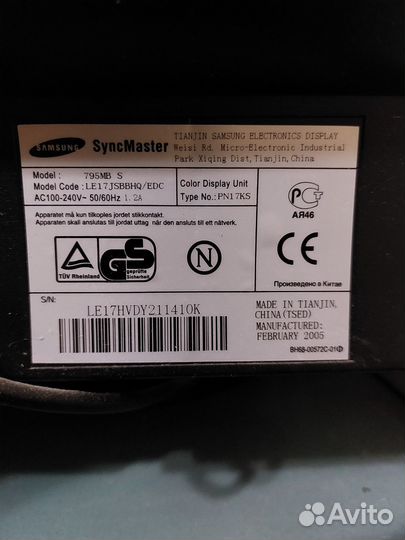 SAMSUNG SyncMaster
TIANJIN SAMSUNG ELECTRONICS DISPLAY
Weisi Rd, Micro-Electronic Industrial
Park Xiqing Dist, Tianjin, China
Model : 795MB S
Model Code : LE17JSBBHQ/EDC
AC100-240V~ 50/60Hz 1.2A
Color Display Unit
Type No.: PN17KS
PG
АЯ46
Apparatet må kun tilkoples jordet stikkontakt.
Apparaten skall anslutas till jordat uttag när den ansluts till ett nätverk.
TÜV Rheinland
GS
geprüfte
Sicherheit
N
CE
Произведено в Китае
S/N:
LE17HVDY211410K
MADE IN TIANJIN,
CHINA(TSED)
MANUFACTURED:
FEBRUARY 2005
BH68-00572C-01
Avito